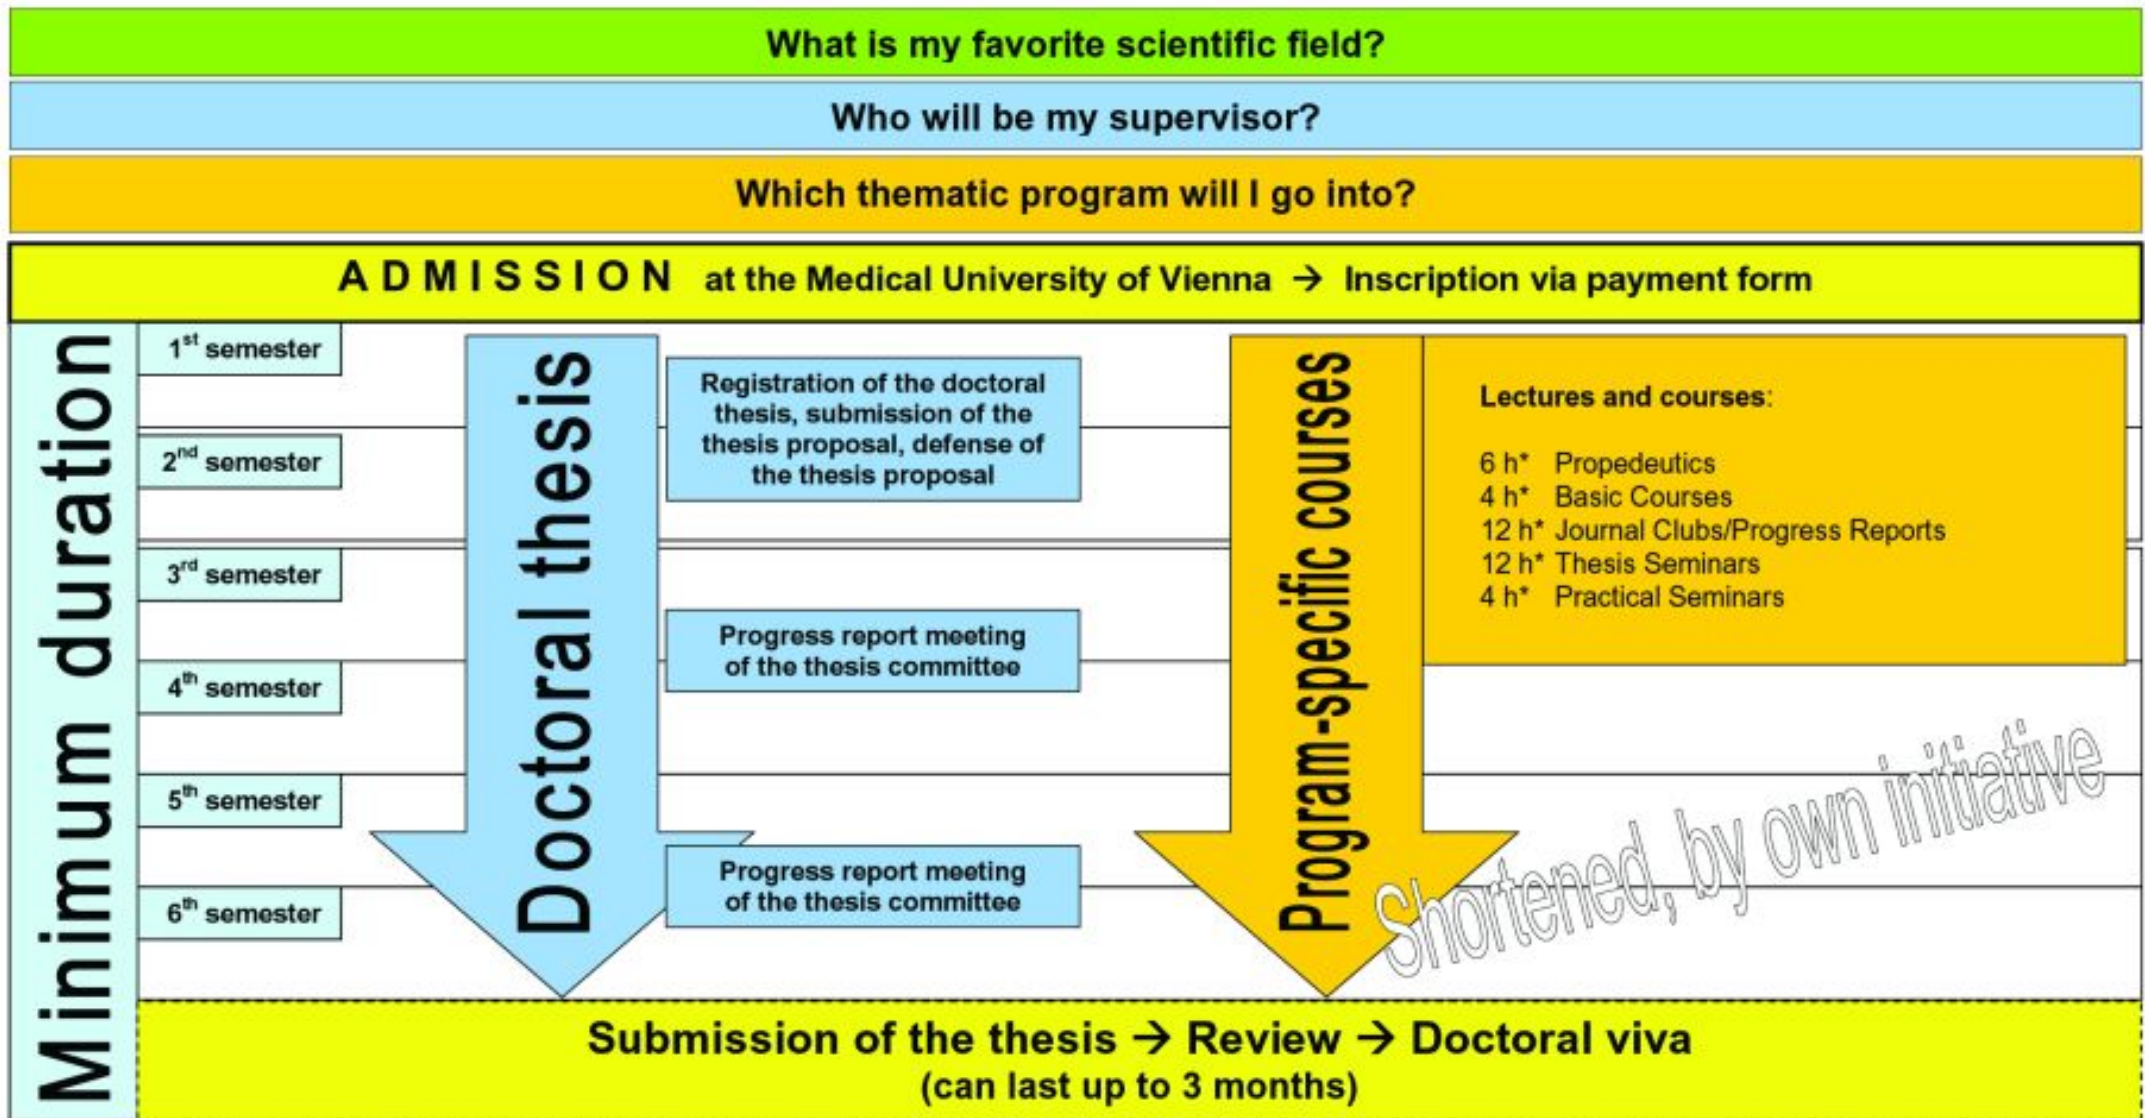 What is my favorite scientific field?
Who will be my supervisor?
Which thematic program will I go into?
ADMISSION at the Medical University of Vienna → Inscription via payment form
Minimum duration
1st semester
2nd semester
3rd semester
4th semester
5th semester
6th semester
Doctoral thesis
Registration of the doctoral
thesis, submission of the
thesis proposal, defense of
the thesis proposal
Progress report meeting
of the thesis committee
Progress report meeting
of the thesis committee
Program-specific courses
Lectures and courses:
6 h* Propedeutics
4 h* Basic Courses
12 h* Journal Clubs/Progress Reports
12 h* Thesis Seminars
4 h* Practical Seminars
Shortened, by own initiative
Submission of the thesis → Review → Doctoral viva
(can last up to 3 months)